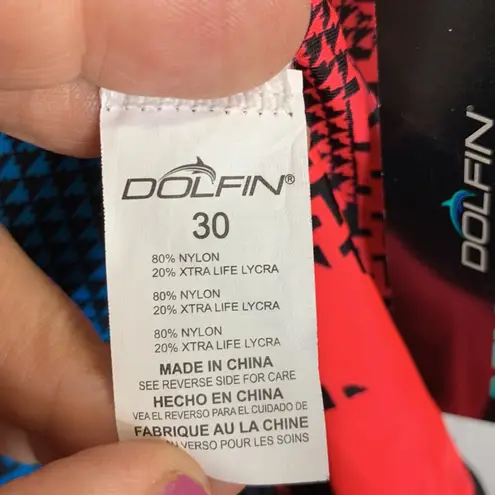 DOLFIN®
30
80% NYLON
20% XTRA LIFE LYCRA
80% NYLON
20% XTRA LIFE LYCRA
80% NYLON
20% XTRA LIFE LYCRA
MADE IN CHINA
SEE REVERSE SIDE FOR CARE
HECHO EN CHINA
VEA EL REVERSO PARA EL CUIDADO DE
FABRIQUE AU LA CHINE
VERSO POUR LES SOINS
DOLFIN